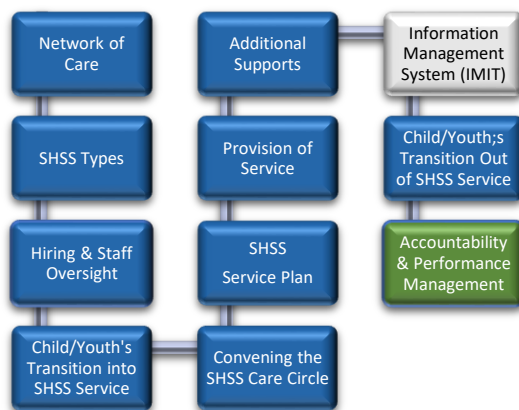 Network of
Care
SHSS Types
Hiring & Staff
Oversight
Child/Youth's
Transition into
SHSS Service
Convening the
SHSS Care Circle
SHSS
Service Plan
Provision of
Service
Additional
Supports
Information
Management
System (IMIT)
Child/Youth;s
Transition Out
of SHSS Service
Accountability
& Performance
Management